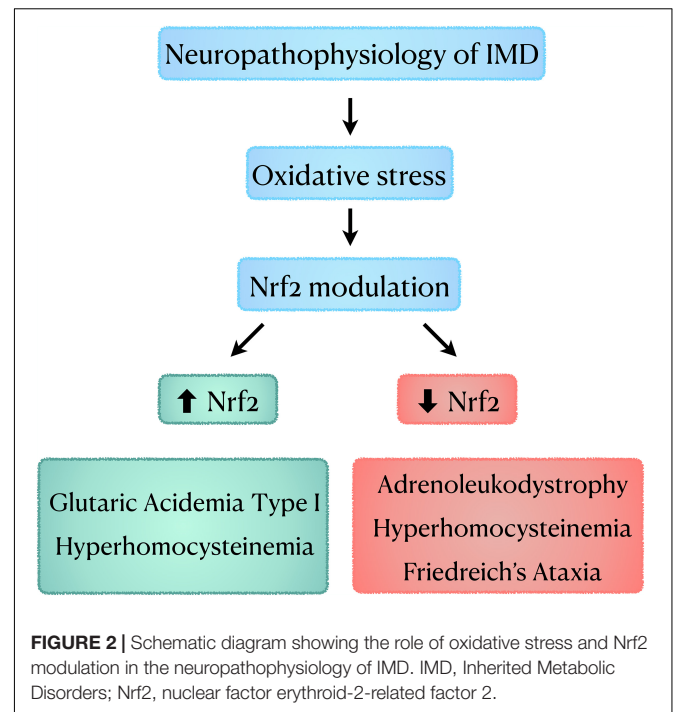 Neuropathophysiology of IMD
Oxidative stress
Nrf2 modulation
⬆ Nrf2
⬇ Nrf2
Glutaric Acidemia Type I
Hyperhomocysteinemia
Adrenoleukodystrophy
Hyperhomocysteinemia
Friedreich's Ataxia
FIGURE 2 | Schematic diagram showing the role of oxidative stress and Nrf2
modulation in the neuropathophysiology of IMD. IMD, Inherited Metabolic
Disorders; Nrf2, nuclear factor erythroid-2-related factor 2.